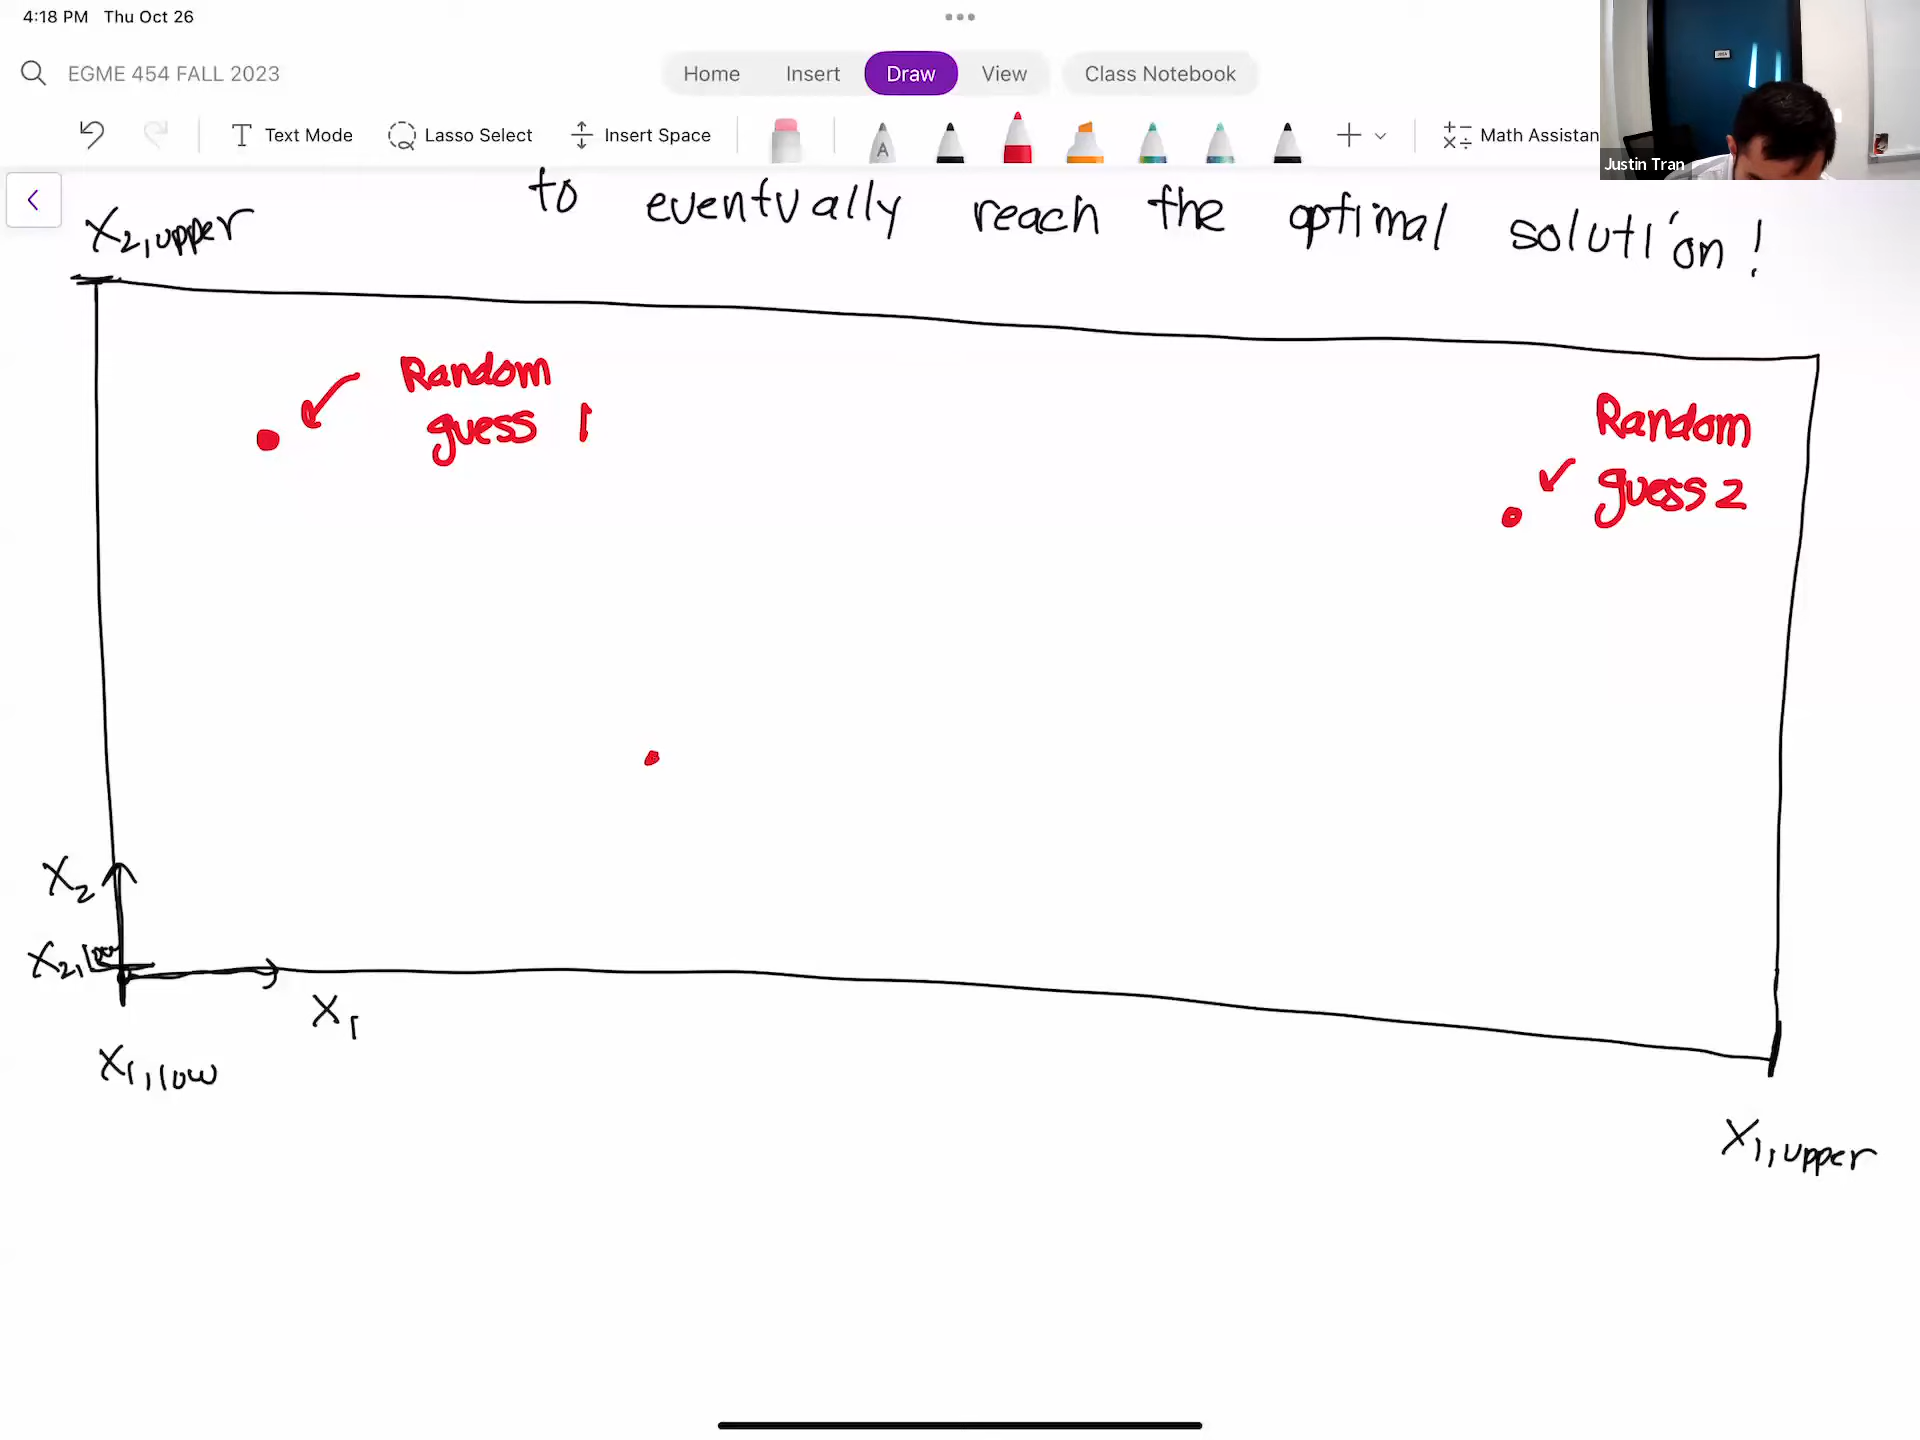 4:18 PM Thu Oct 26
EGME 454 FALL 2023
Home Insert Draw View Class Notebook
Text Mode Lasso Select Insert Space A Math Assistan
Justin Tran
to eventually reach the optimal solution!
X2,upper
Random
guess 1
Random
guess 2
X2
X2,low
X1
X1,low
X1,upper